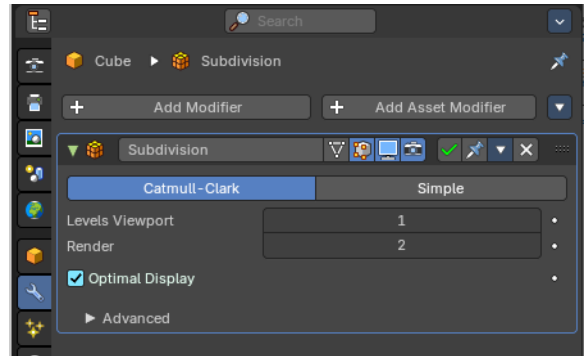 Search
Cube Subdivision
Add Modifier Add Asset Modifier
Subdivision
Catmull-Clark Simple
Levels Viewport 1
Render 2
Optimal Display
Advanced